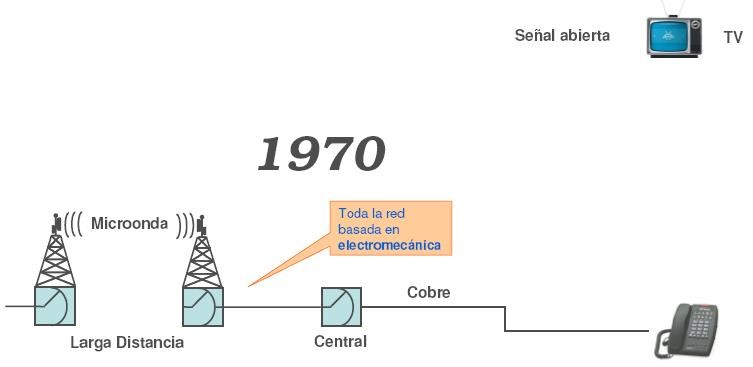 Señal abierta
TV
1970
Microonda
Toda la red
basada en
electromecánica
Cobre
Larga Distancia
Central